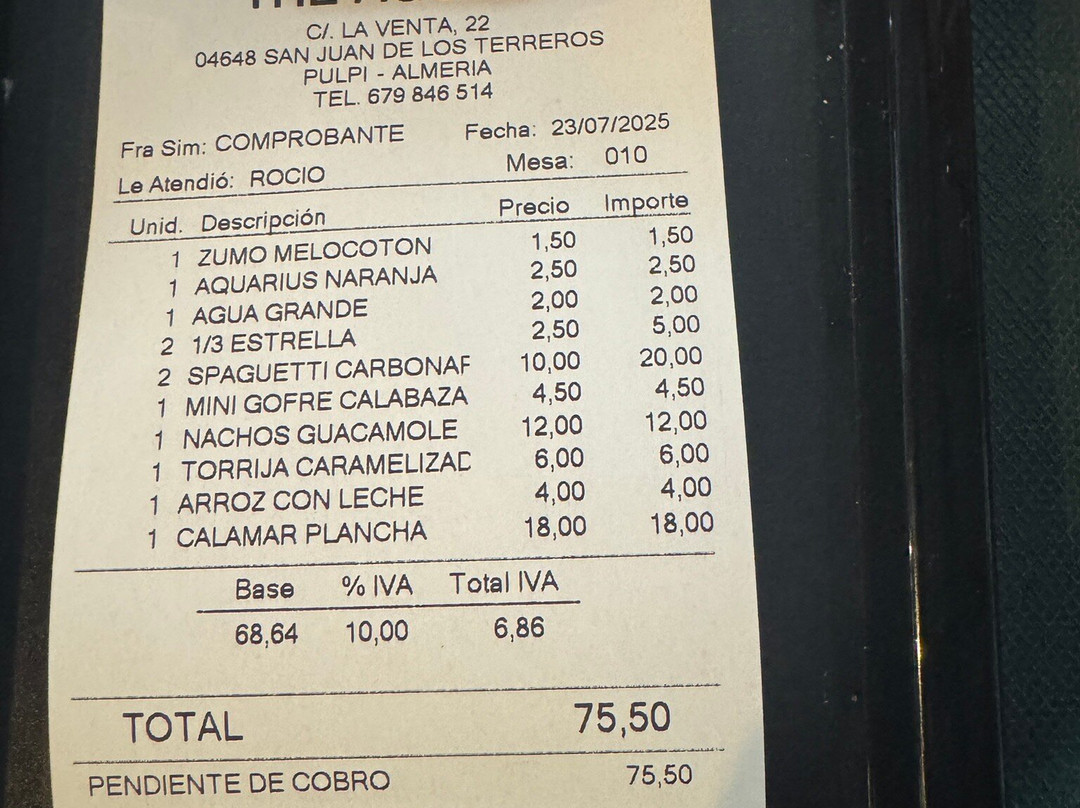 C/. LA VENTA, 22
04648 SAN JUAN DE LOS TERREROS
PULPI - ALMERIA
TEL. 679 846 514
Fra Sim: COMPROBANTE Fecha: 23/07/2025
Le Atendió: ROCIO Mesa: 010
Unid. Descripción Precio Importe
1 ZUMO MELOCOTON 1,50 1,50
1 AQUARIUS NARANJA 2,50 2,50
1 AGUA GRANDE 2,00 2,00
2 1/3 ESTRELLA 2,50 5,00
2 SPAGUETTI CARBONAR 10,00 20,00
1 MINI GOFRE CALABAZA 4,50 4,50
1 NACHOS GUACAMOLE 12,00 12,00
1 TORRIJA CARAMELIZAD 6,00 6,00
1 ARROZ CON LECHE 4,00 4,00
1 CALAMAR PLANCHA 18,00 18,00
Base % IVA Total IVA
68,64 10,00 6,86
TOTAL 75,50
PENDIENTE DE COBRO 75,50